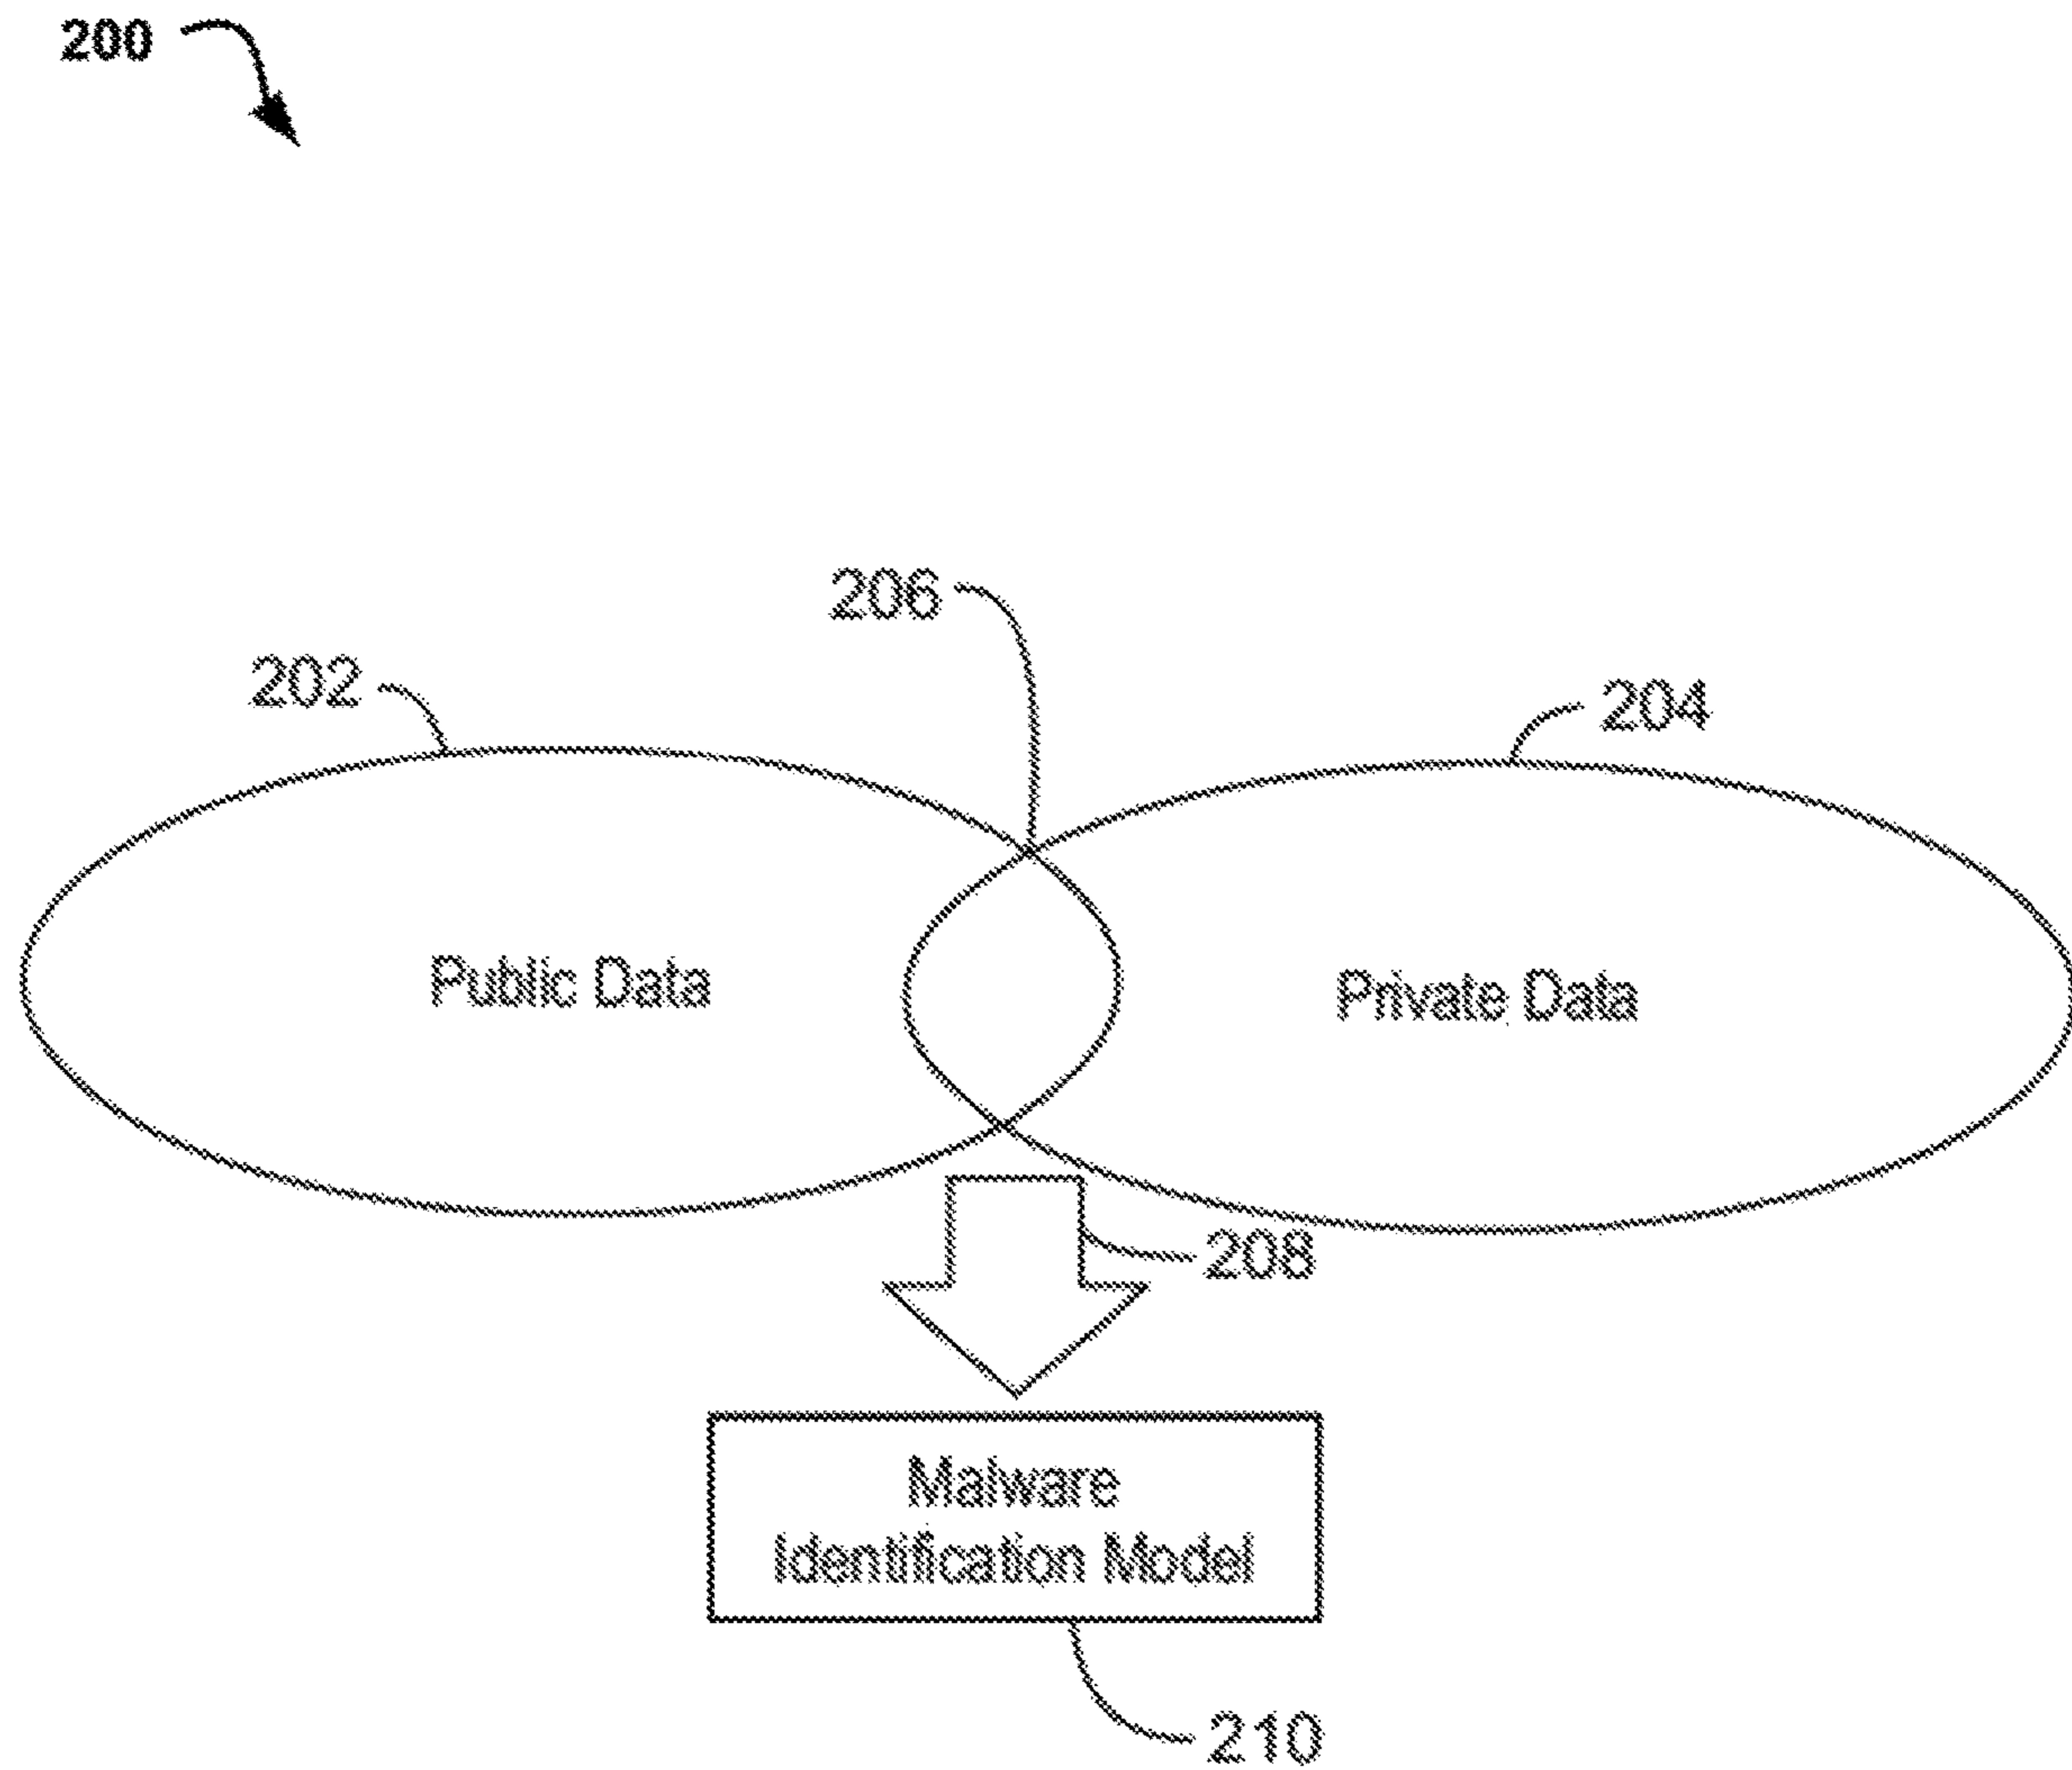 200
206
202
204
Public Data
Private Data
208
Malware
Identification Model
210